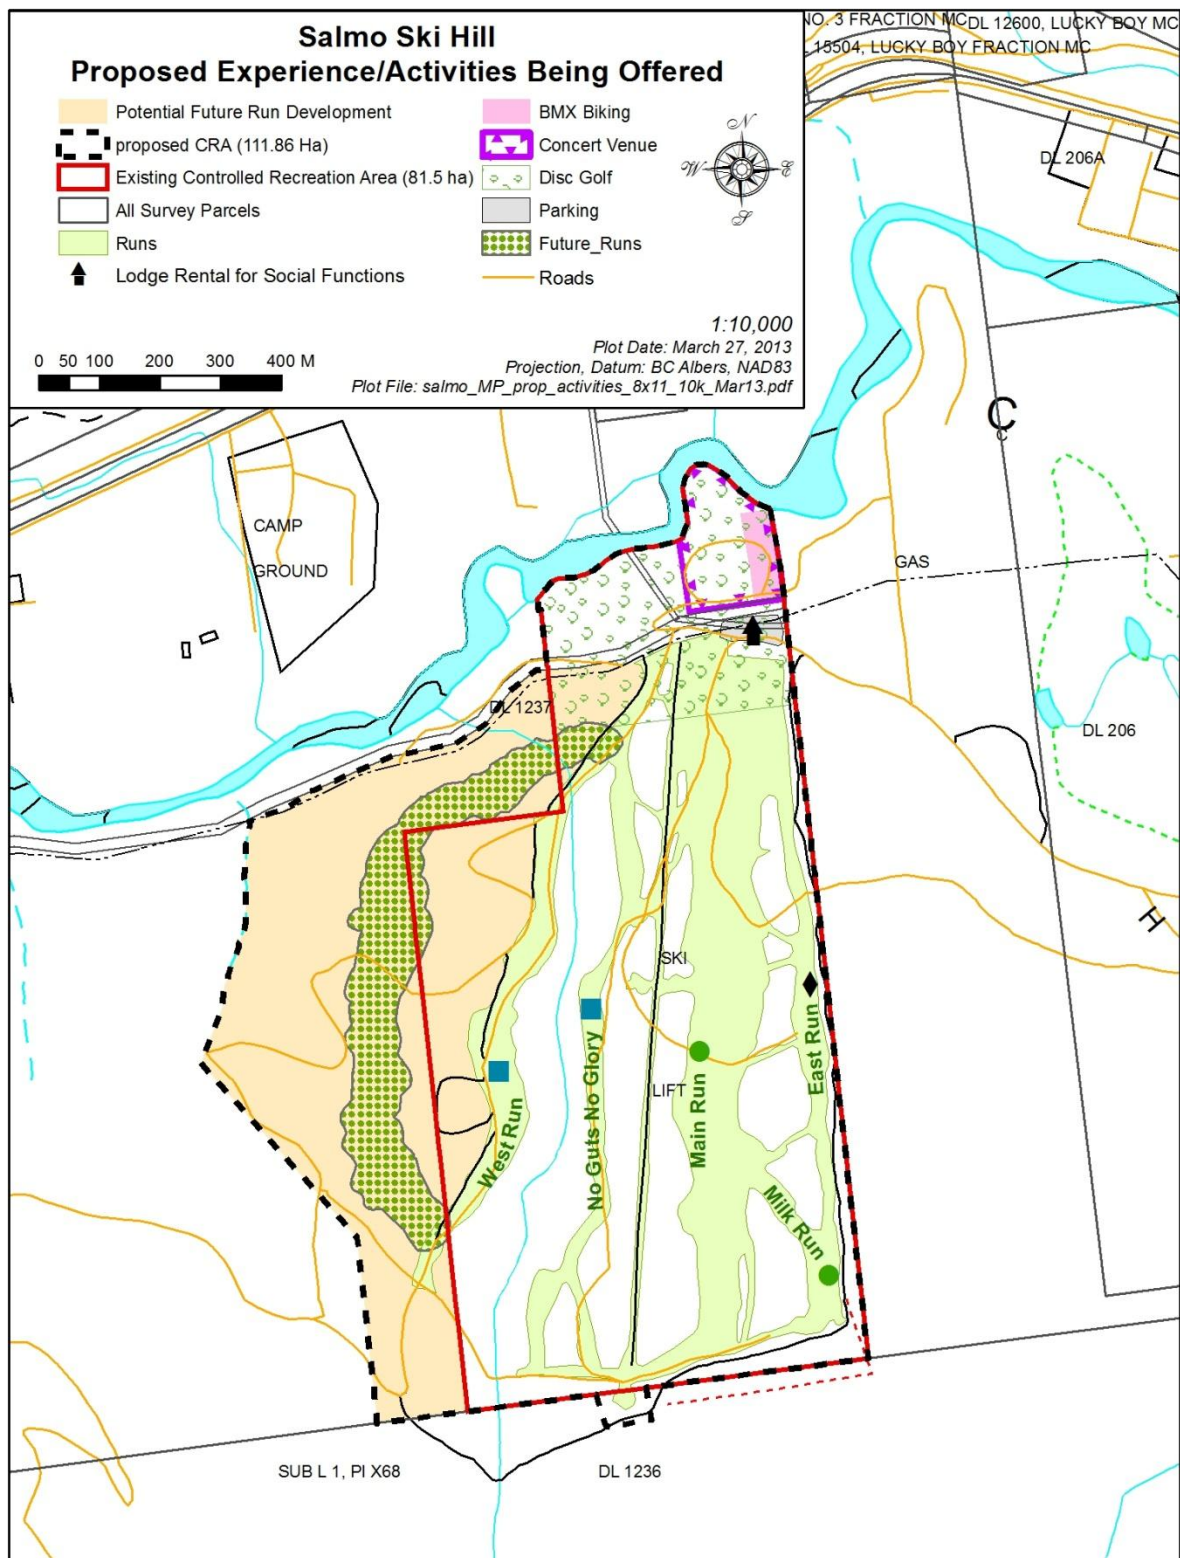 NO. 3 FRACTION MC
DL 12600, LUCKY BOY MC
15504, LUCKY BOY FRACTION MC
Salmo Ski Hill
Proposed Experience/Activities Being Offered
Potential Future Run Development
proposed CRA (111.86 Ha)
Existing Controlled Recreation Area (81.5 ha)
All Survey Parcels
Runs
Lodge Rental for Social Functions
BMX Biking
Concert Venue
Disc Golf
Parking
Future_Runs
Roads
N
W E
S
1:10,000
Plot Date: March 27, 2013
Projection, Datum: BC Albers, NAD83
Plot File: salmo_MP_prop_activities_8x11_10k_Mar13.pdf
0 50 100 200 300 400 M
DL 206A
C
C
CAMP
GROUND
GAS
DL 1237
DL 206
H
SKI
LIFT
West Run
No Guts No Glory
Main Run
East Run
Milk Run
SUB L 1, PI X68
DL 1236